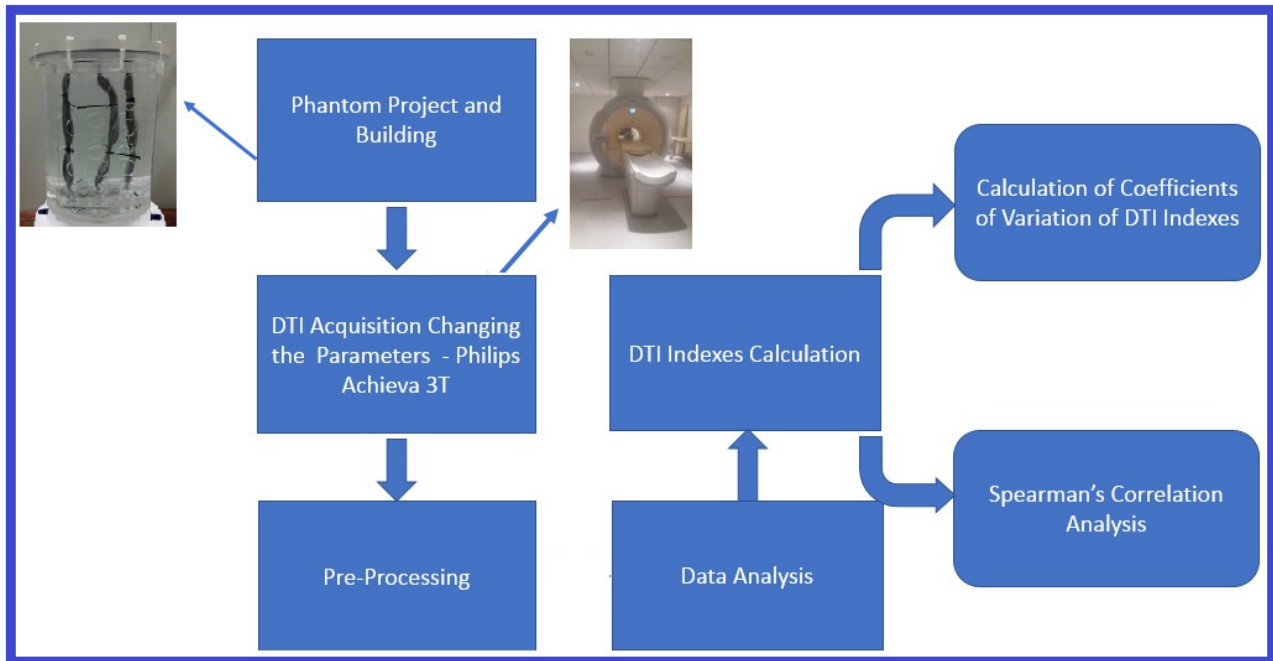 Phantom Project and
Building
DTI Acquisition Changing
the Parameters - Philips
Achieva 3T
Pre-Processing
DTI Indexes Calculation
Data Analysis
Calculation of Coefficients
of Variation of DTI Indexes
Spearman’s Correlation
Analysis